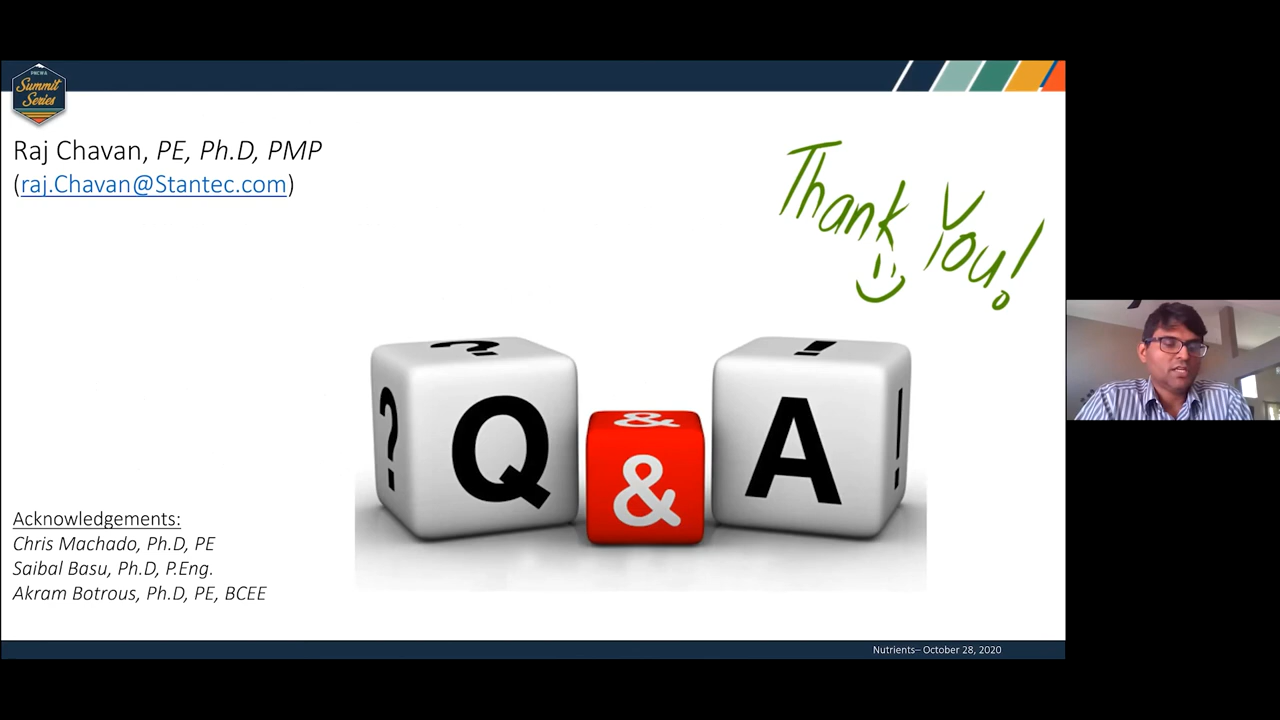 PNCWA
Summit
Series
Raj Chavan, PE, Ph.D, PMP
(raj.Chavan@Stantec.com)
Thank You!
? ! 
? Q & & A !
Acknowledgements:
Chris Machado, Ph.D, PE
Saibal Basu, Ph.D, P.Eng.
Akram Botrous, Ph.D, PE, BCEE
Nutrients– October 28, 2020